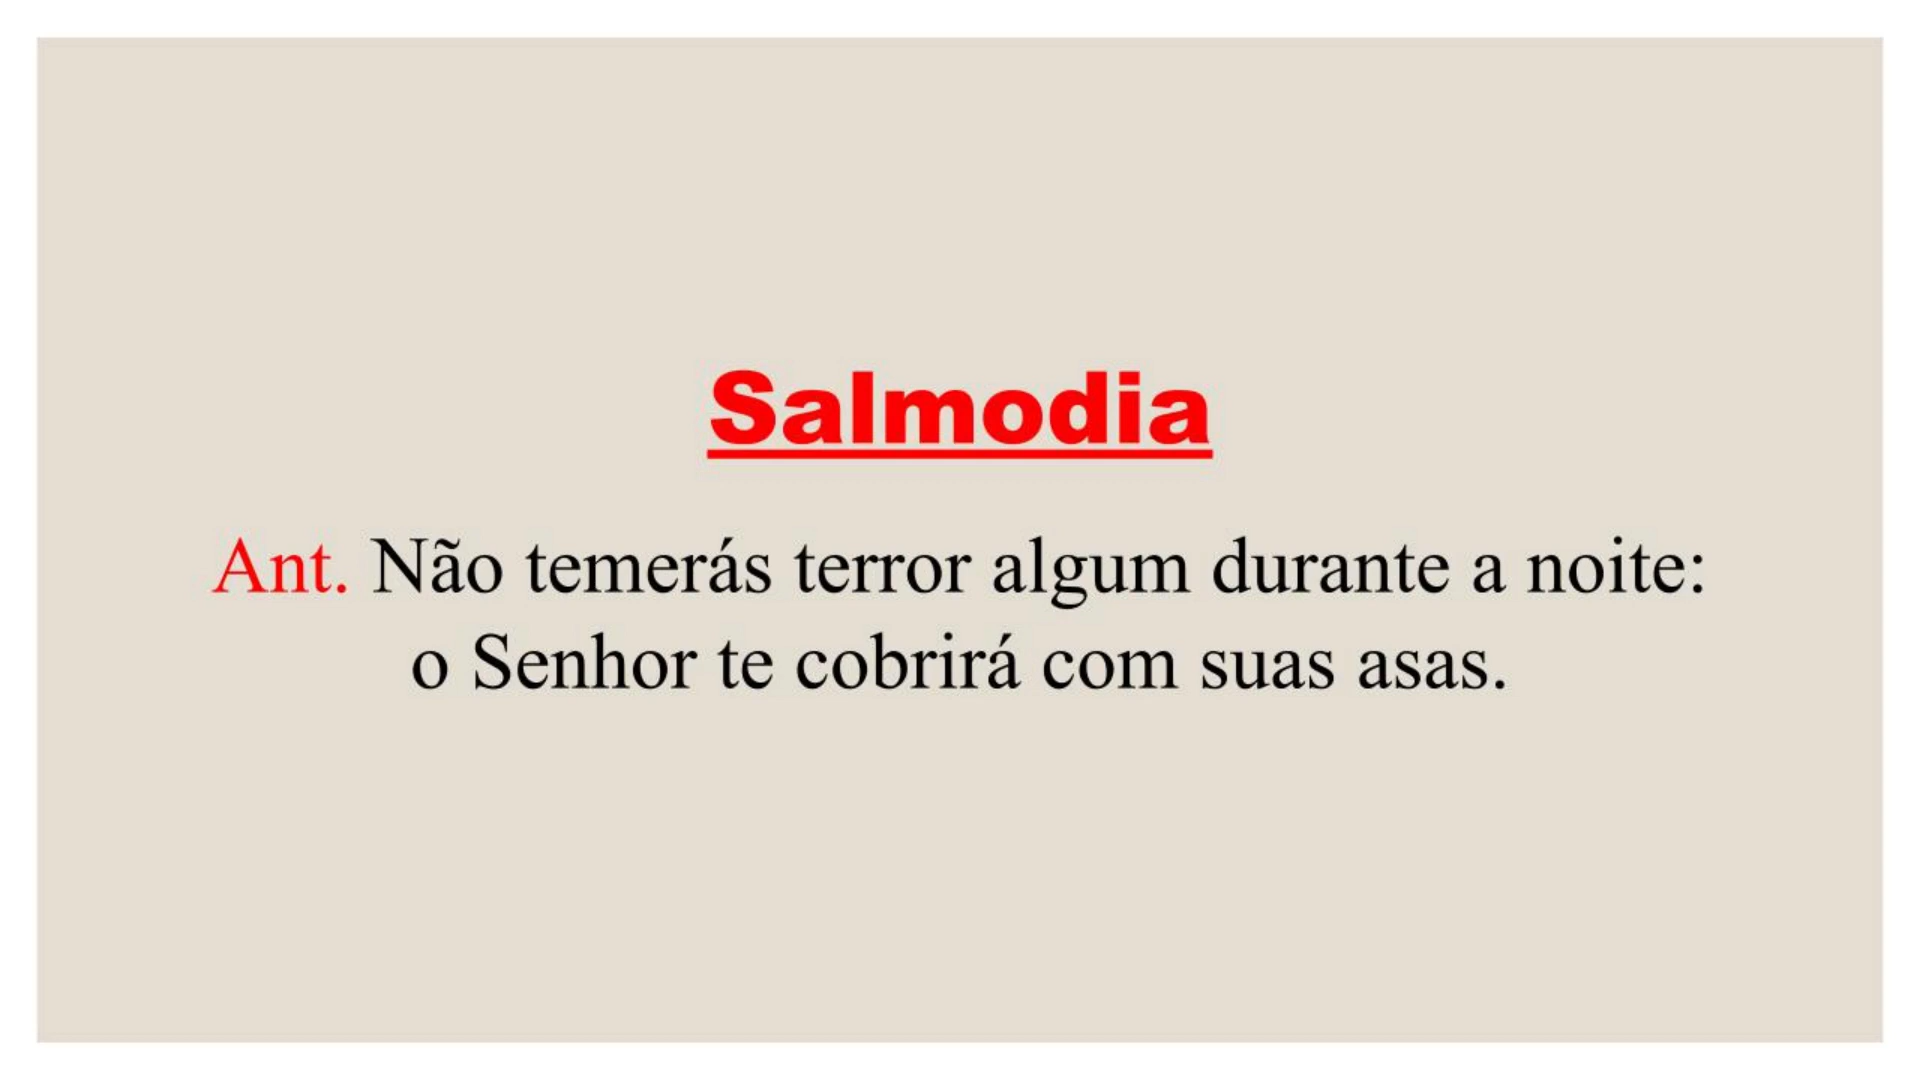 Salmodia
Ant. Não temerás terror algum durante a noite:
o Senhor te cobrirá com suas asas.